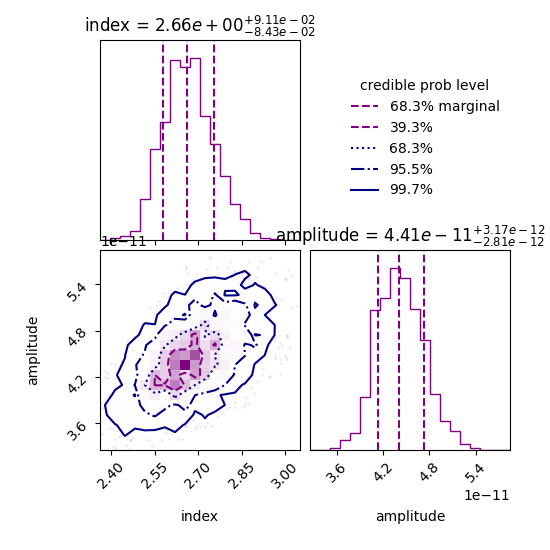 index = 2.66e+00+9.11e−02−8.43e−02
credible prob level
68.3% marginal
39.3%
68.3%
95.5%
99.7%
amplitude = 4.41e−11+3.17e−12−2.81e−12
1e−11
amplitude
5.4
4.8
4.2
3.6
2.40 2.55 2.70 2.85 3.00
index
3.6 4.2 4.8 5.4
1e−11
amplitude